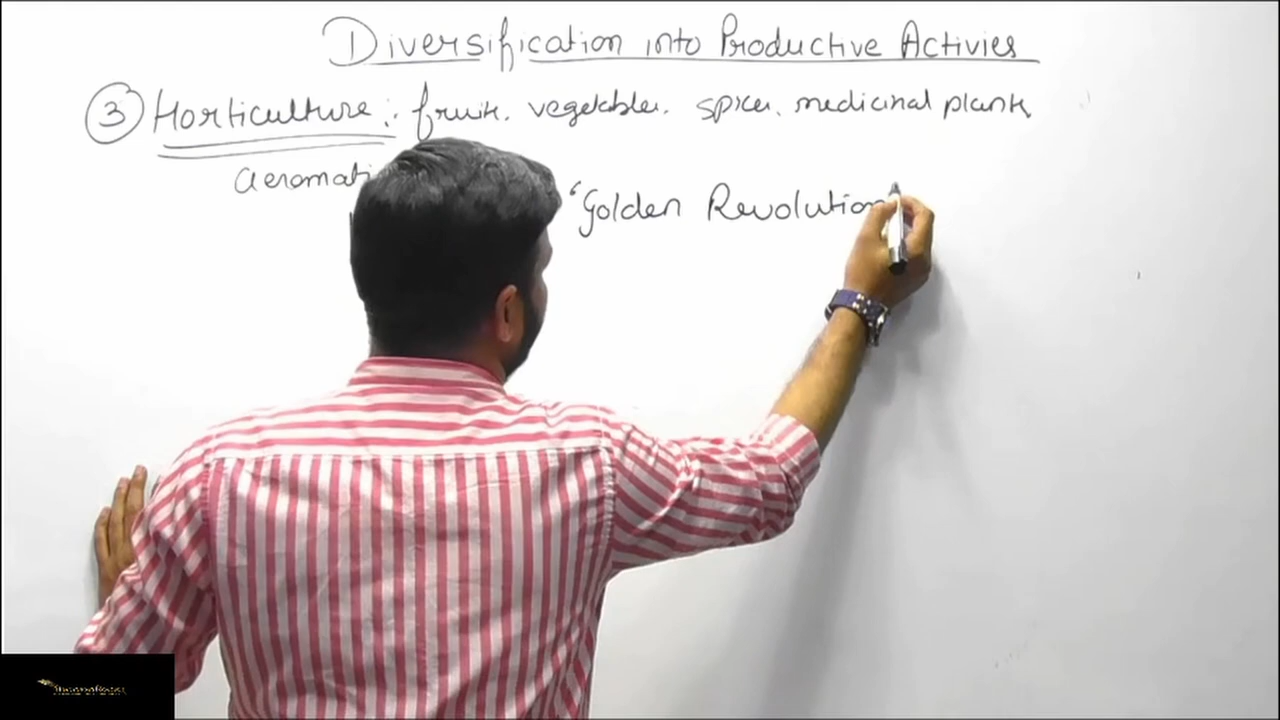 Diversification into Productive Activies
③ Horticulture : fruits, vegetables, spices, medicinal plants,
aeromati
'Golden Revolution